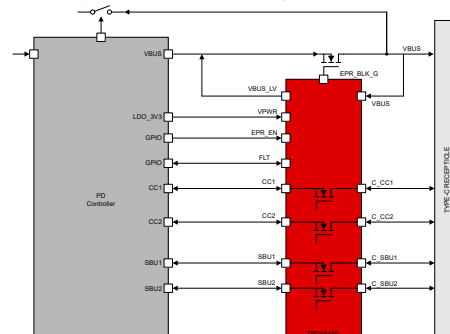 VBUS
VBUS
EPR_BLK_G
VBUS_LV
VBUS
LDO_3V3
VPWR
GPIO
EPR_EN
GPIO
FLT
CC1
CC1
C_CC1
PD
Controller
CC2
CC2
C_CC2
SBU1
SBU1
C_SBU1
SBU2
SBU2
C_SBU2
TYPE-C RECEPTICLE